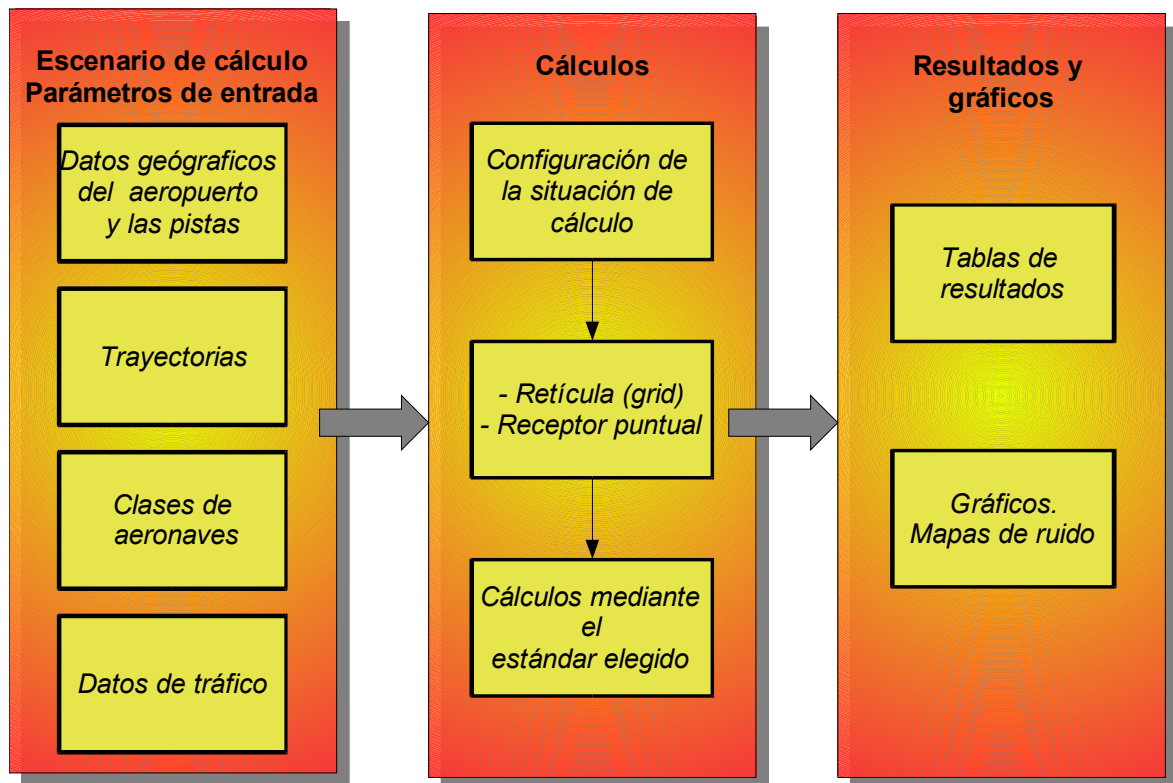 Escenario de cálculo
Parámetros de entrada
Datos geógraficos
del aeropuerto
y las pistas
Trayectorias
Clases de
aeronaves
Datos de tráfico
Cálculos
Configuración de
la situación de
cálculo
- Retícula (grid)
- Receptor puntual
Cálculos mediante
el
estándar elegido
Resultados y
gráficos
Tablas de
resultados
Gráficos.
Mapas de ruido